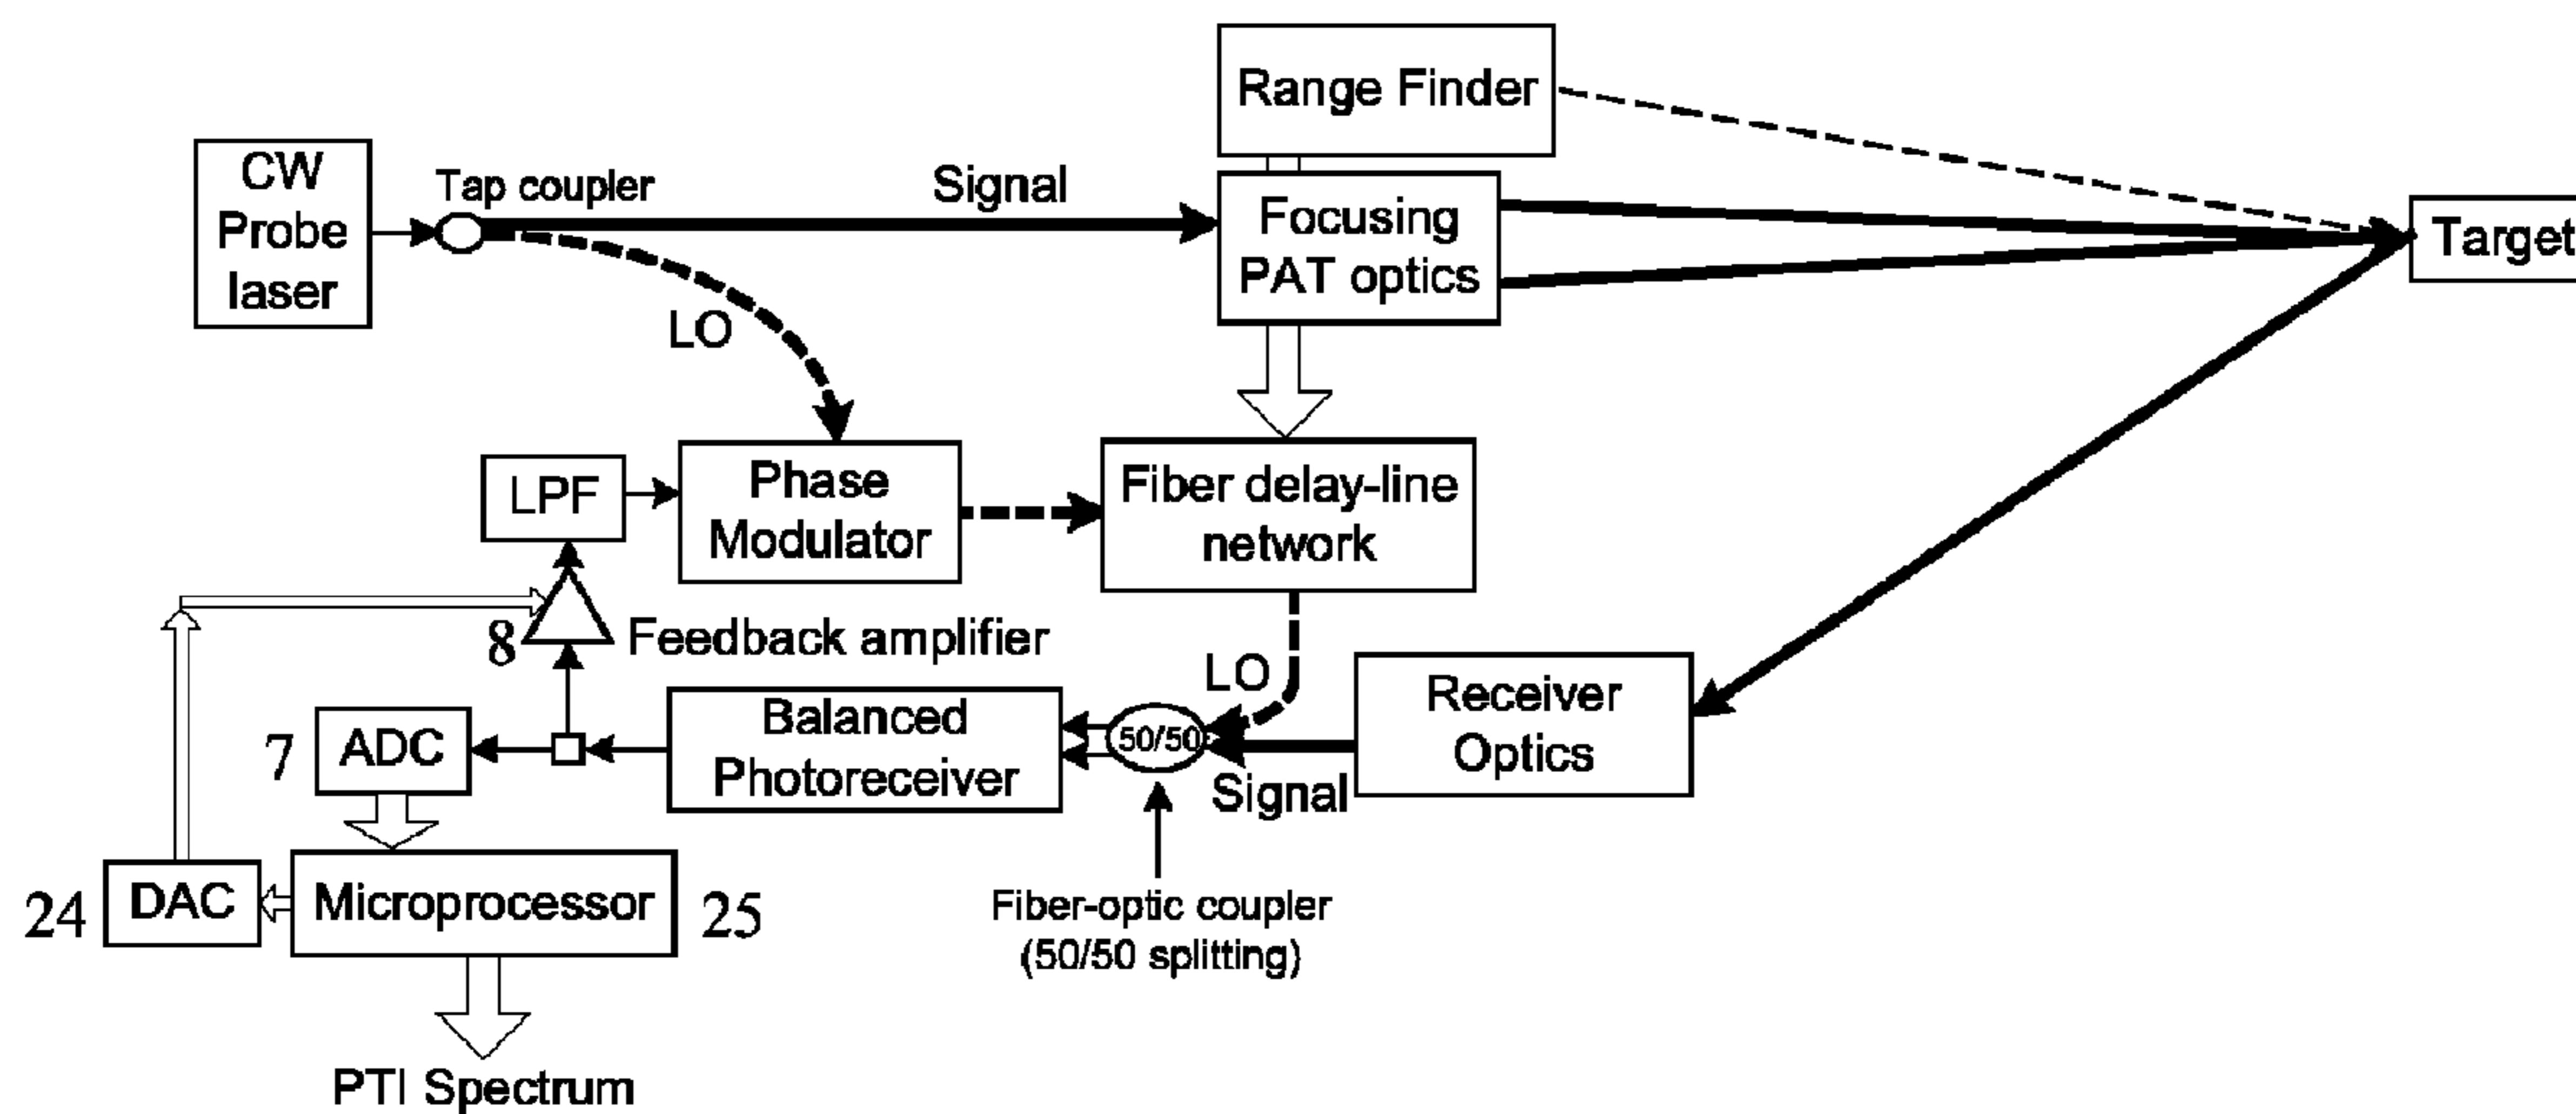 Range Finder
CW
Probe
laser
Tap coupler
Signal
Focusing
PAT optics
Target
LO
LPF
Phase
Modulator
Fiber delay-line
network
8
Feedback amplifier
LO
Receiver
Optics
7
ADC
Balanced
Photoreceiver
50/50
Signal
24
DAC
Microprocessor
25
Fiber-optic coupler
(50/50 splitting)
PTI Spectrum